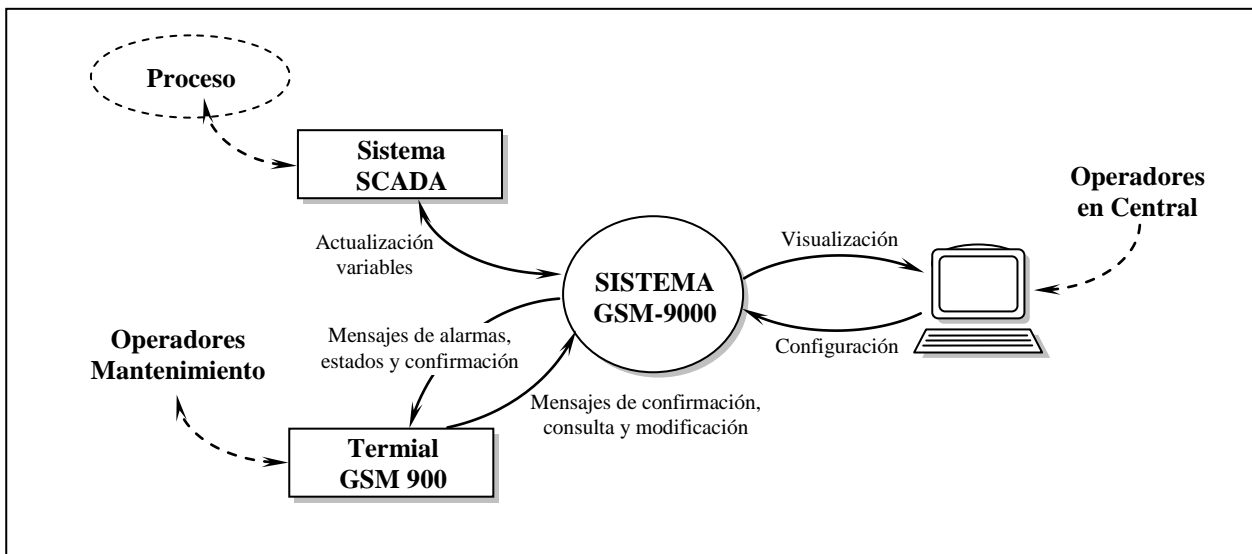 Proceso
Sistema
SCADA
Operadores
en Central
Actualización
variables
Visualización
SISTEMA
GSM-9000
Operadores
Mantenimiento
Mensajes de alarmas,
estados y confirmación
Configuración
Mensajes de confirmación,
consulta y modificación
Termial
GSM 900